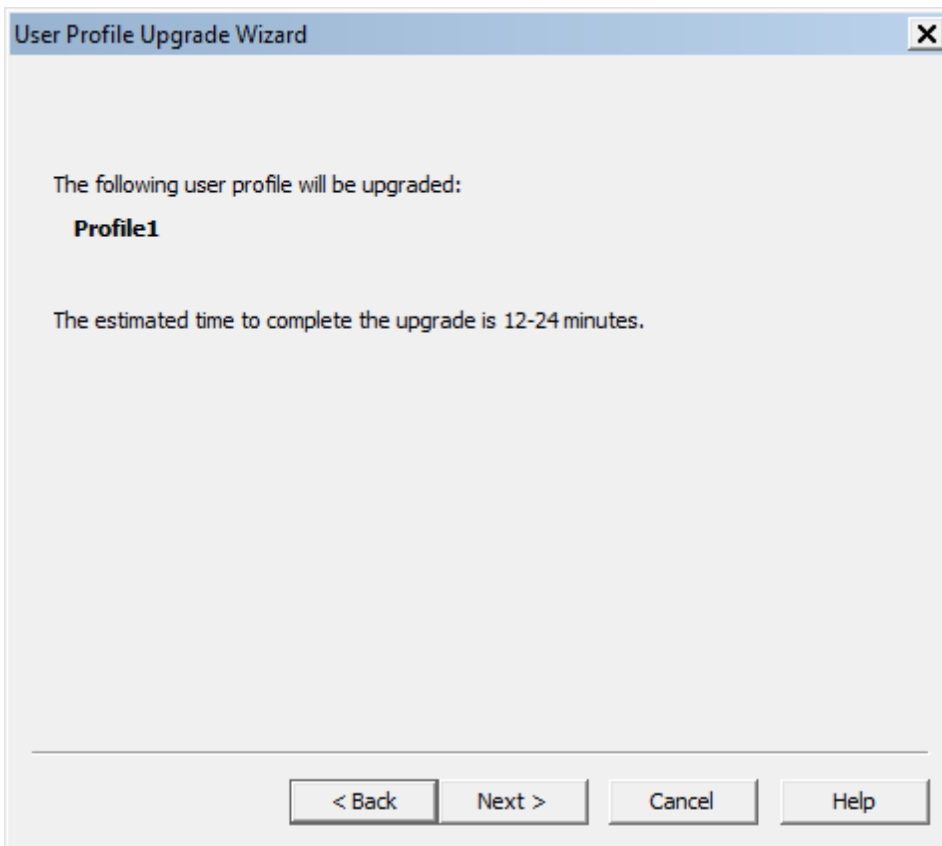 User Profile Upgrade Wizard
The following user profile will be upgraded:
Profile1
The estimated time to complete the upgrade is 12-24 minutes.
< Back Next > Cancel Help